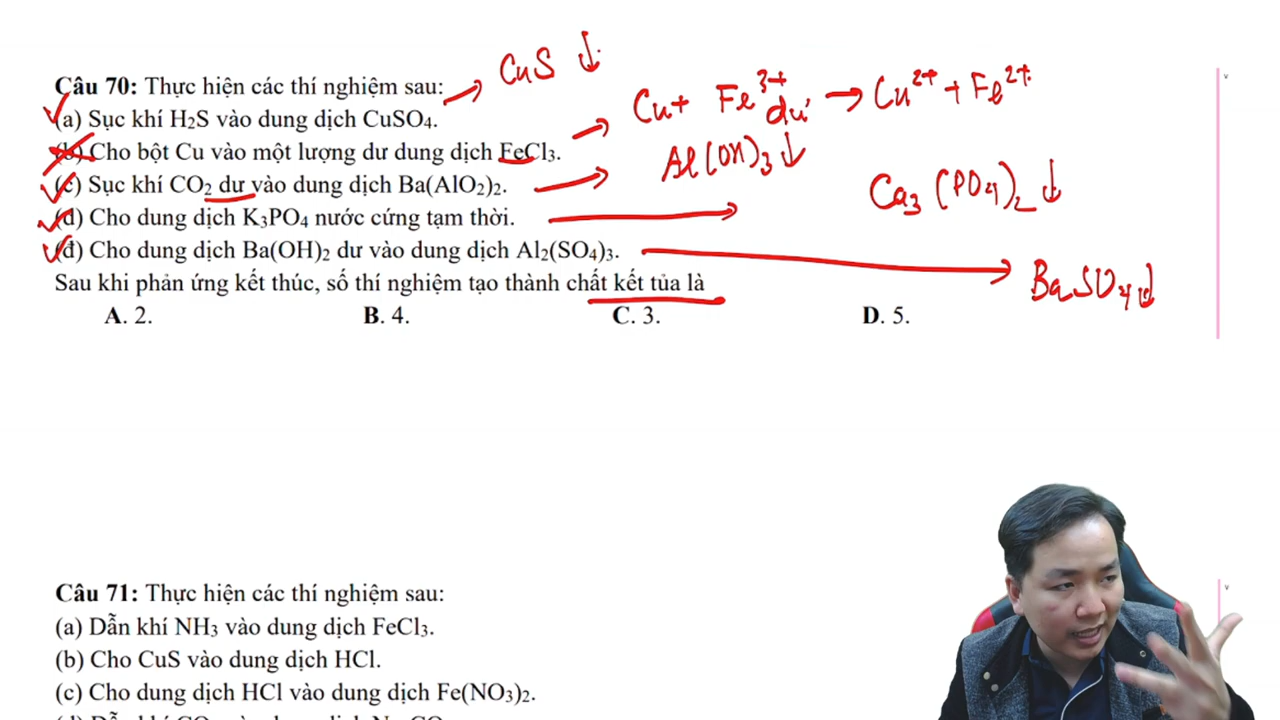 Câu 70: Thực hiện các thí nghiệm sau: → CuS ↓
(a) Sục khí H₂S vào dung dịch CuSO₄.
(b) Cho bột Cu vào một lượng dư dung dịch FeCl₃. → Cu + Fe³⁺ dư → Cu²⁺ + Fe²⁺
(c) Sục khí CO₂ dư vào dung dịch Ba(AlO₂)₂. → Al(OH)₃ ↓
(d) Cho dung dịch K₃PO₄ nước cứng tạm thời. → Ca₃(PO₄)₂ ↓
(đ) Cho dung dịch Ba(OH)₂ dư vào dung dịch Al₂(SO₄)₃. → BaSO₄ ↓
Sau khi phản ứng kết thúc, số thí nghiệm tạo thành chất kết tủa là
A. 2. B. 4. C. 3. D. 5.
Câu 71: Thực hiện các thí nghiệm sau:
(a) Dẫn khí NH₃ vào dung dịch FeCl₃.
(b) Cho CuS vào dung dịch HCl.
(c) Cho dung dịch HCl vào dung dịch Fe(NO₃)₂.